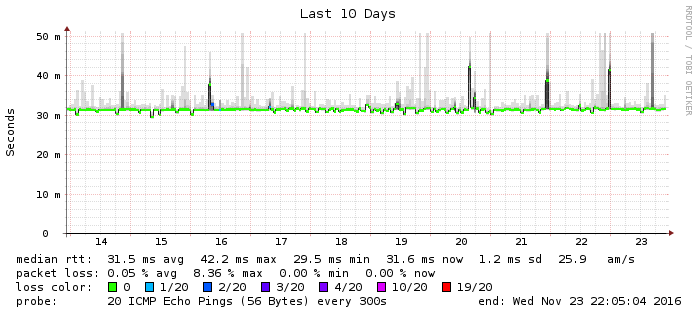 Last 10 Days
RRDTOOL / TOBI OETIKER
Seconds
50 m
40 m
30 m
20 m
10 m
0
14 15 16 17 18 19 20 21 22 23
median rtt: 31.5 ms avg 42.2 ms max 29.5 ms min 31.6 ms now 1.2 ms sd 25.9 am/s
packet loss: 0.05 % avg 8.36 % max 0.00 % min 0.00 % now
loss color: 0 1/20 2/20 3/20 4/20 10/20 19/20
probe: 20 ICMP Echo Pings (56 Bytes) every 300s end: Wed Nov 23 22:05:04 2016